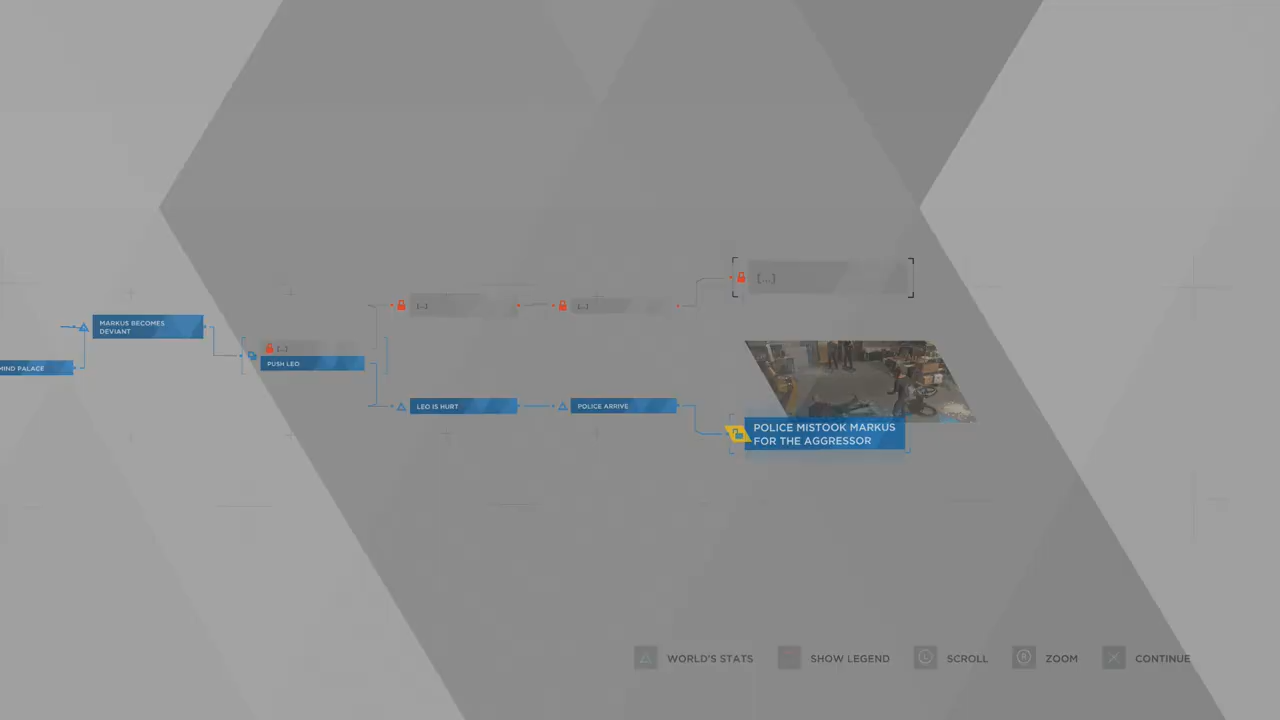 [...]
[...]
[...]
MARKUS BECOMES
DEVIANT
[...]
PUSH LEO
MIND PALACE
LEO IS HURT
POLICE ARRIVE
POLICE MISTOOK MARKUS
FOR THE AGGRESSOR
WORLD'S STATS
SHOW LEGEND
L
SCROLL
R
ZOOM
CONTINUE